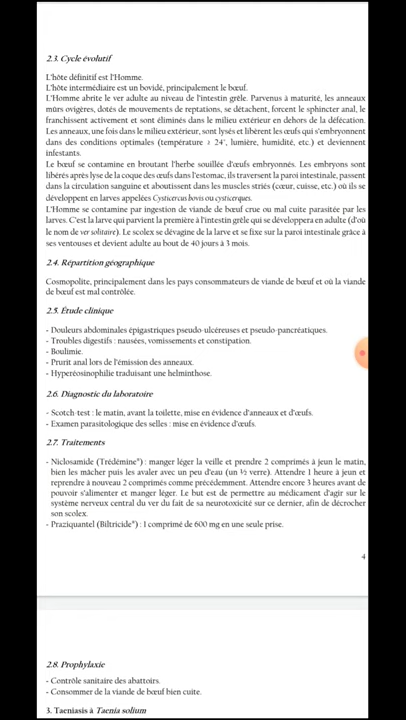 2.3. Cycle évolutif
L'hôte définitif est l'Homme.
L'hôte intermédiaire est un bovidé, principalement le bœuf.
L'Homme abrite le ver adulte au niveau de l'intestin grêle. Parvenus à maturité, les anneaux
mûrs ovigères, dotés de mouvements de reptations, se détachent, forcent le sphincter anal, le
franchissent activement et sont éliminés dans le milieu extérieur en dehors de la défécation.
Les anneaux, une fois dans le milieu extérieur, sont lysés et libèrent les œufs qui s'embryonnent
dans des conditions optimales (température ≥ 24°, lumière, humidité, etc.) et deviennent
infestants.
Le bœuf se contamine en broutant l'herbe souillée d'œufs embryonnés. Les embryons sont
libérés après lyse de la coque des œufs dans l'estomac, ils traversent la paroi intestinale, passent
dans la circulation sanguine et aboutissent dans les muscles striés (cœur, cuisse, etc.) où ils se
développent en larves appelées Cysticercus bovis ou cysticerques.
L'Homme se contamine par ingestion de viande de bœuf crue ou mal cuite parasitée par les
larves. C'est la larve qui parvient la première à l'intestin grêle qui se développera en adulte (d'où
le nom de ver solitaire). Le scolex se dévagine de la larve et se fixe sur la paroi intestinale grâce à
ses ventouses et devient adulte au bout de 40 jours à 3 mois.
2.4. Répartition géographique
Cosmopolite, principalement dans les pays consommateurs de viande de bœuf et où la viande
de bœuf est mal contrôlée.
2.5. Étude clinique
- Douleurs abdominales épigastriques pseudo-ulcéreuses et pseudo-pancréatiques.
- Troubles digestifs : nausées, vomissements et constipation.
- Boulimie.
- Prurit anal lors de l'émission des anneaux.
- Hyperéosinophilie traduisant une helminthose.
2.6. Diagnostic du laboratoire
- Scotch-test : le matin, avant la toilette, mise en évidence d'anneaux et d'œufs.
- Examen parasitologique des selles : mise en évidence d'œufs.
2.7. Traitements
- Niclosamide (Trédémine®) : manger léger la veille et prendre 2 comprimés à jeun le matin,
bien les mâcher puis les avaler avec un peu d'eau (un ½ verre). Attendre 1 heure à jeun et
reprendre à nouveau 2 comprimés comme précédemment. Attendre encore 3 heures avant de
pouvoir s'alimenter et manger léger. Le but est de permettre au médicament d'agir sur le
système nerveux central du ver du fait de sa neurotoxicité sur ce dernier, afin de décrocher
son scolex.
- Praziquantel (Biltricide®) : 1 comprimé de 600 mg en une seule prise.
4
2.8. Prophylaxie
- Contrôle sanitaire des abattoirs.
- Consommer de la viande de bœuf bien cuite.
3. Taeniasis à Taenia solium